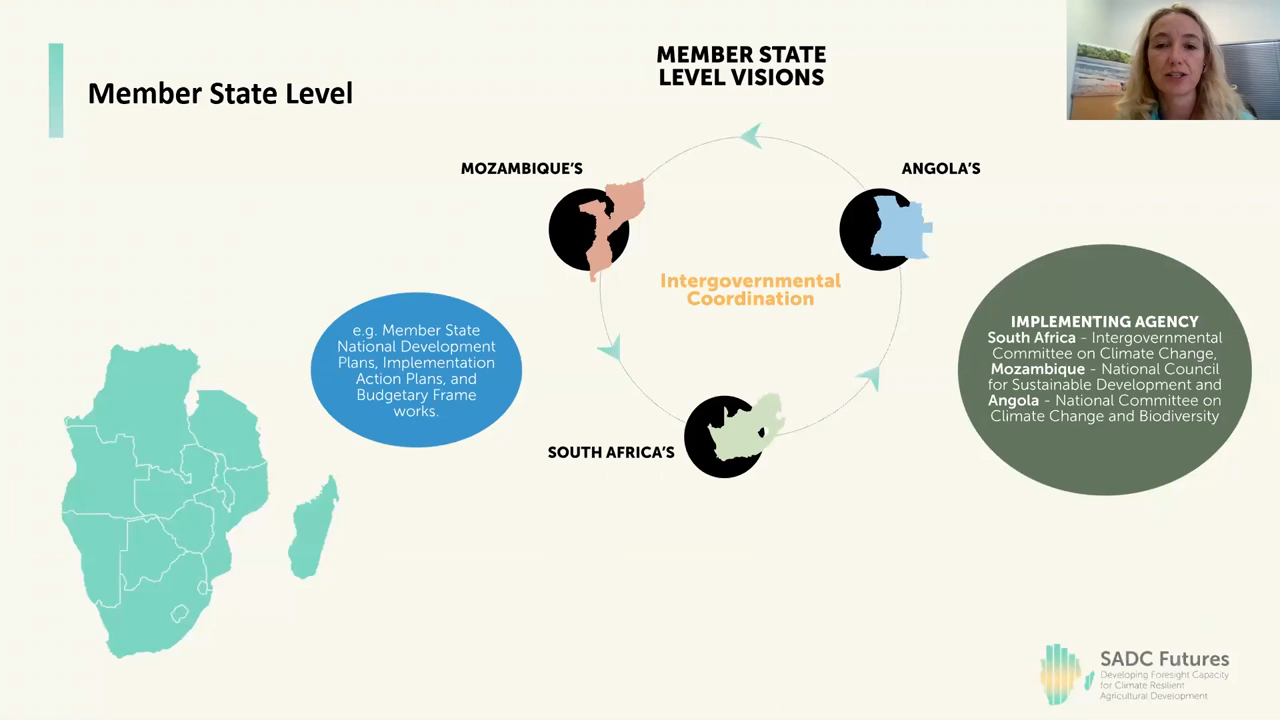 Member State Level
MEMBER STATE
LEVEL VISIONS
MOZAMBIQUE'S
ANGOLA'S
Intergovernmental
Coordination
e.g. Member State
National Development
Plans, Implementation
Action Plans, and
Budgetary Frame
works.
IMPLEMENTING AGENCY
South Africa - Intergovernmental
Committee on Climate Change,
Mozambique - National Council
for Sustainable Development and
Angola - National Committee on
Climate Change and Biodiversity
SOUTH AFRICA'S
SADC Futures
Developing Foresight Capacity
for Climate Resilient
Agricultural Development